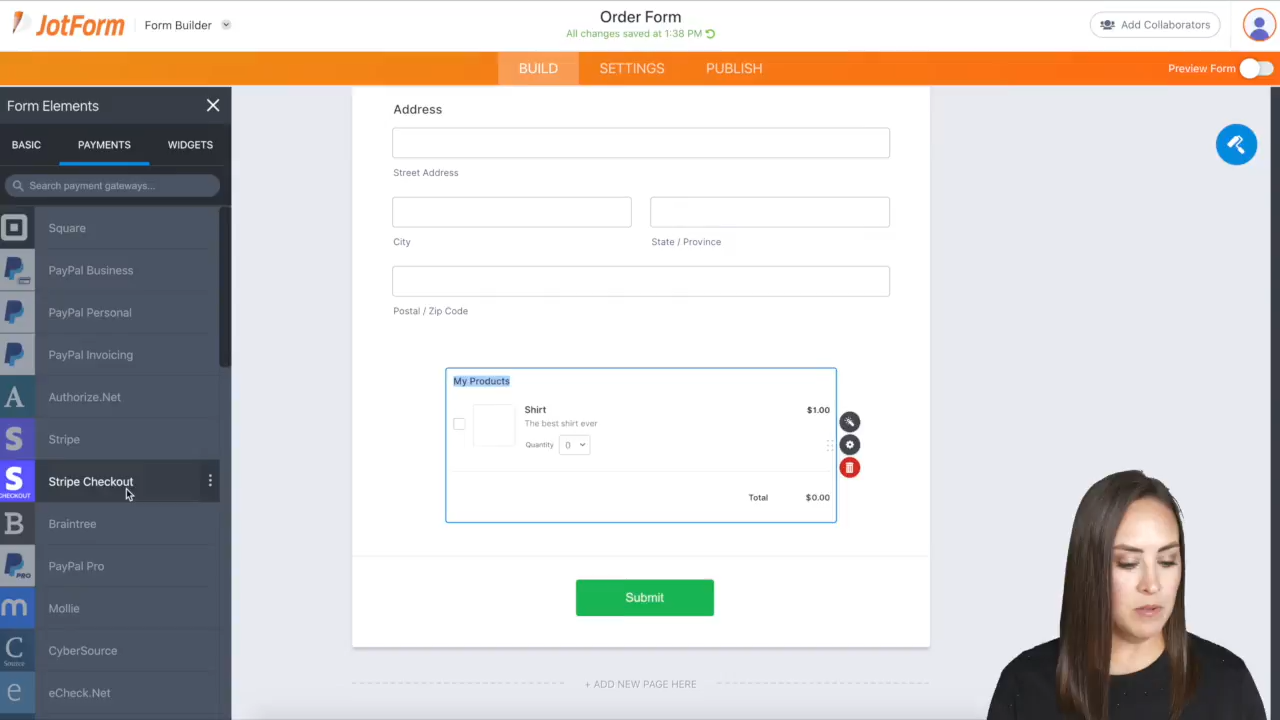 JotForm
Form Builder
Order Form
All changes saved at 1:38 PM
Add Collaborators
BUILD
SETTINGS
PUBLISH
Preview Form
Form Elements
BASIC
PAYMENTS
WIDGETS
Search payment gateways...
Square
PayPal Business
PayPal Personal
PayPal Invoicing
A
Authorize.Net
S
Stripe
S
CHECKOUT
Stripe Checkout
B
Braintree
PRO
PayPal Pro
m
Mollie
C
Source
CyberSource
e
eCheck.Net
Address
Street Address
City
State / Province
Postal / Zip Code
My Products
Shirt
$1.00
The best shirt ever
Quantity
0
Total
$0.00
Submit
+ ADD NEW PAGE HERE